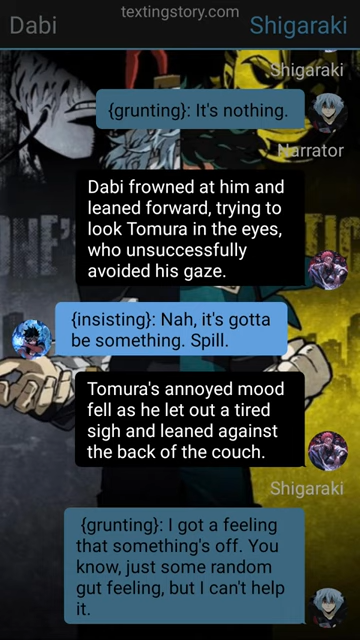 textingstory.com
Dabi
Shigaraki
Shigaraki
{grunting}: It's nothing.
Narrator
Dabi frowned at him and
leaned forward, trying to
look Tomura in the eyes,
who unsuccessfully
avoided his gaze.
{insisting}: Nah, it's gotta
be something. Spill.
Tomura's annoyed mood
fell as he let out a tired
sigh and leaned against
the back of the couch.
Shigaraki
{grunting}: I got a feeling
that something's off. You
know, just some random
gut feeling, but I can't help
it.